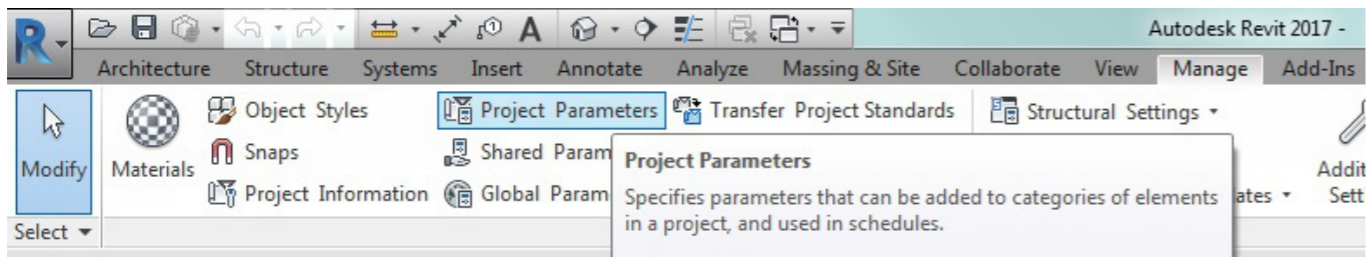 Autodesk Revit 2017 -
Architecture Structure Systems Insert Annotate Analyze Massing & Site Collaborate View Manage Add-Ins
Object Styles Project Parameters Transfer Project Standards Structural Settings
Snaps Shared Param
Modify Materials
Project Information Global Param
Project Parameters
Specifies parameters that can be added to categories of elements
in a project, and used in schedules.
ates
Addit
Sett
Select